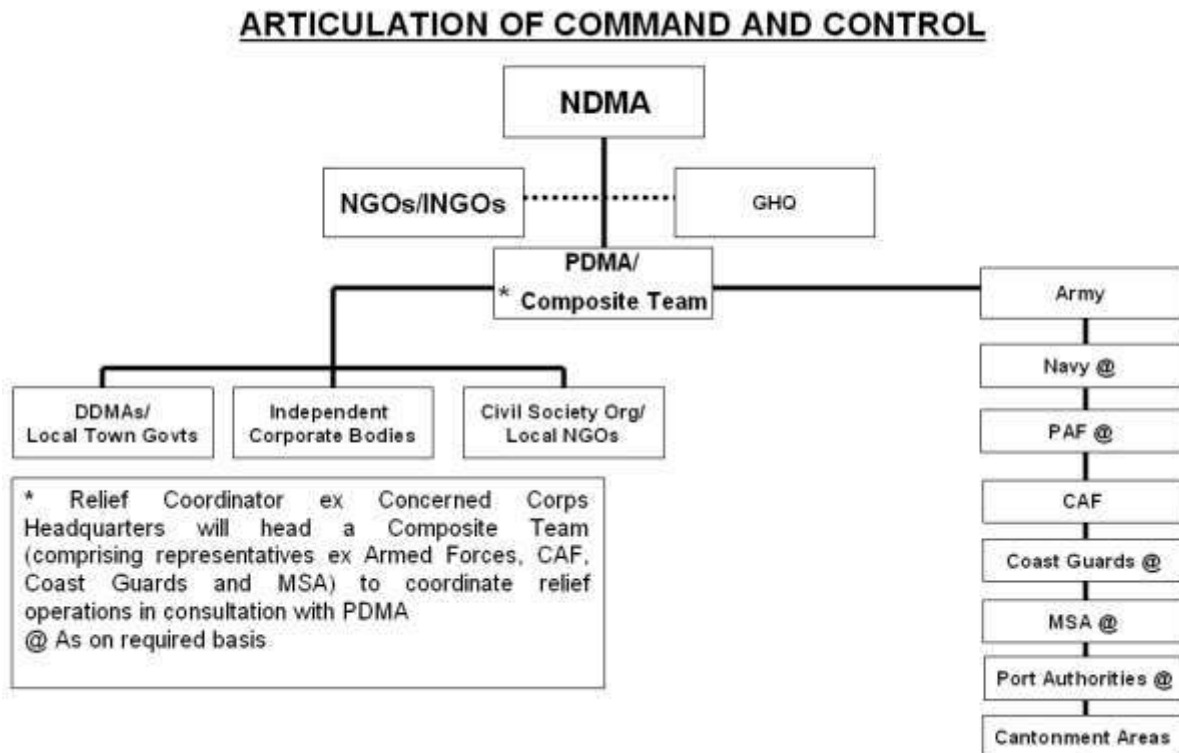 ARTICULATION OF COMMAND AND CONTROL
NDMA
NGOs/INGOs
GHQ
PDMA/
* Composite Team
Army
Navy @
PAF @
CAF
Coast Guards @
MSA @
Port Authorities @
Cantonment Areas
DDMAs/
Local Town Govts
Independent
Corporate Bodies
Civil Society Org/
Local NGOs
* Relief Coordinator ex Concerned Corps
Headquarters will head a Composite Team
(comprising representatives ex Armed Forces, CAF,
Coast Guards and MSA) to coordinate relief
operations in consultation with PDMA
@ As on required basis